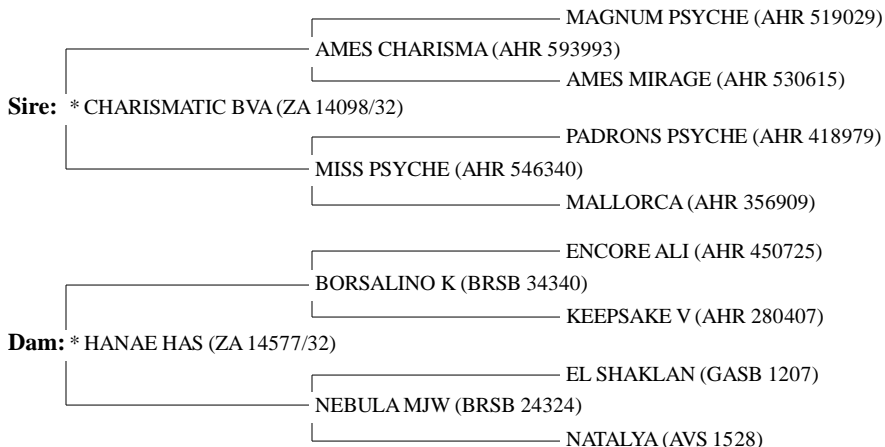 MAGNUM PSYCHE (AHR 519029)
AMES CHARISMA (AHR 593993)
AMES MIRAGE (AHR 530615)
Sire: * CHARISMATIC BVA (ZA 14098/32)
PADRONS PSYCHE (AHR 418979)
MISS PSYCHE (AHR 546340)
MALLORCA (AHR 356909)
ENCORE ALI (AHR 450725)
BORSALINO K (BRSB 34340)
KEEPSAKE V (AHR 280407)
Dam: * HANAE HAS (ZA 14577/32)
EL SHAKLAN (GASB 1207)
NEBULA MJW (BRSB 24324)
NATALYA (AVS 1528)